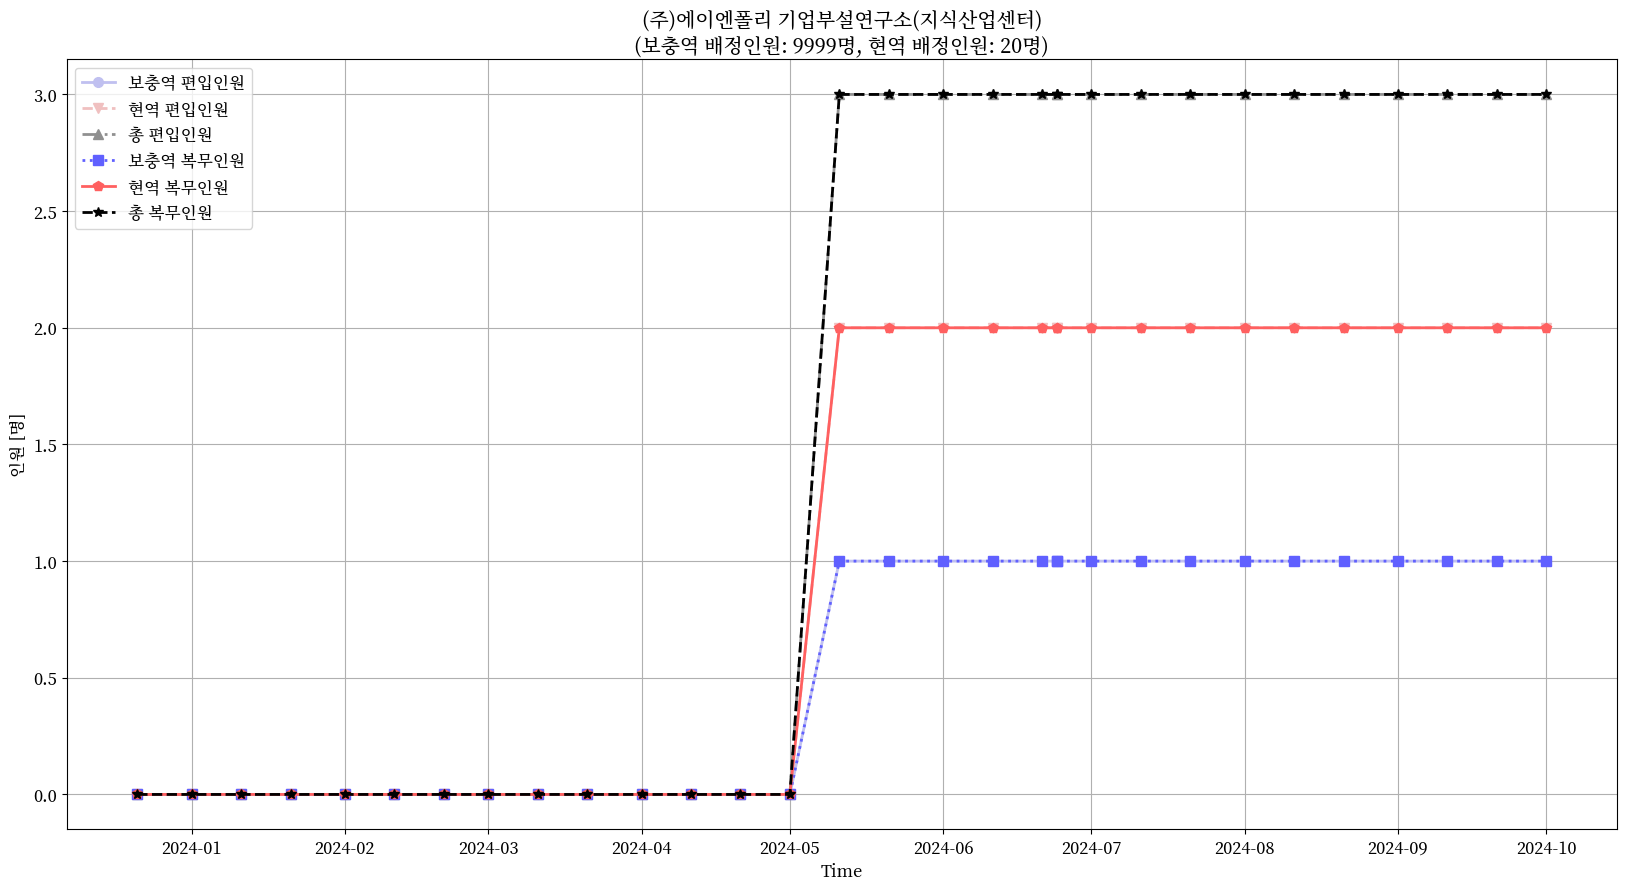 (주)에이엔폴리 기업부설연구소(지식산업센터)
(보충역 배정인원: 9999명, 현역 배정인원: 20명)
보충역 편입인원
현역 편입인원
총 편입인원
보충역 복무인원
현역 복무인원
총 복무인원
인원 [명]
3.0
2.5
2.0
1.5
1.0
0.5
0.0
2024-01
2024-02
2024-03
2024-04
2024-05
2024-06
2024-07
2024-08
2024-09
2024-10
Time